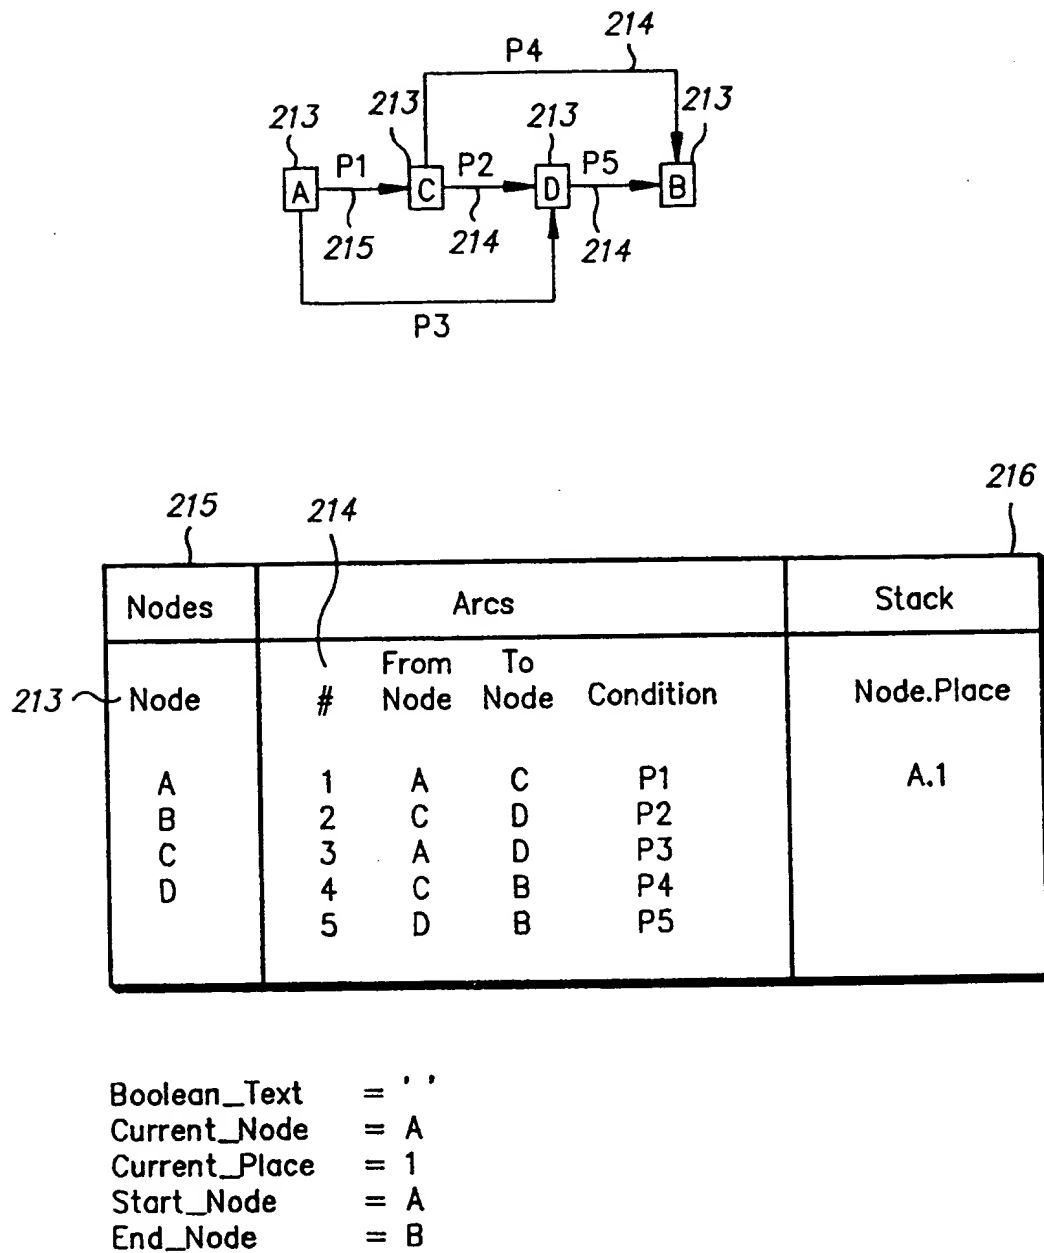 214
P4
213 213 213 213
P1 P2 P5
A C D B
215 214 214
P3
215 214 216
Nodes Arcs Stack
From To
213 Node # Node Node Condition Node.Place
A 1 A C P1 A.1
B 2 C D P2
C 3 A D P3
D 4 C B P4
5 D B P5
Boolean_Text = ' '
Current_Node = A
Current_Place = 1
Start_Node = A
End_Node = B